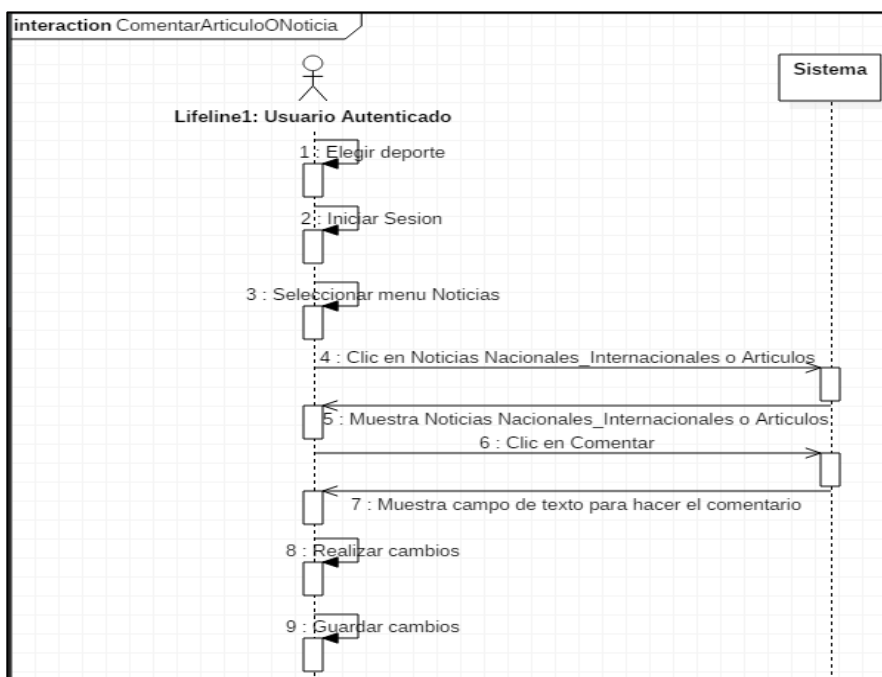 interaction ComentarArticuloONoticia
Sistema
Lifeline1: Usuario Autenticado
1 : Elegir deporte
2 : Iniciar Sesion
3 : Seleccionar menu Noticias
4 : Clic en Noticias Nacionales_Internacionales o Articulos
5 : Muestra Noticias Nacionales_Internacionales o Articulos
6 : Clic en Comentar
7 : Muestra campo de texto para hacer el comentario
8 : Realizar cambios
9 : Guardar cambios